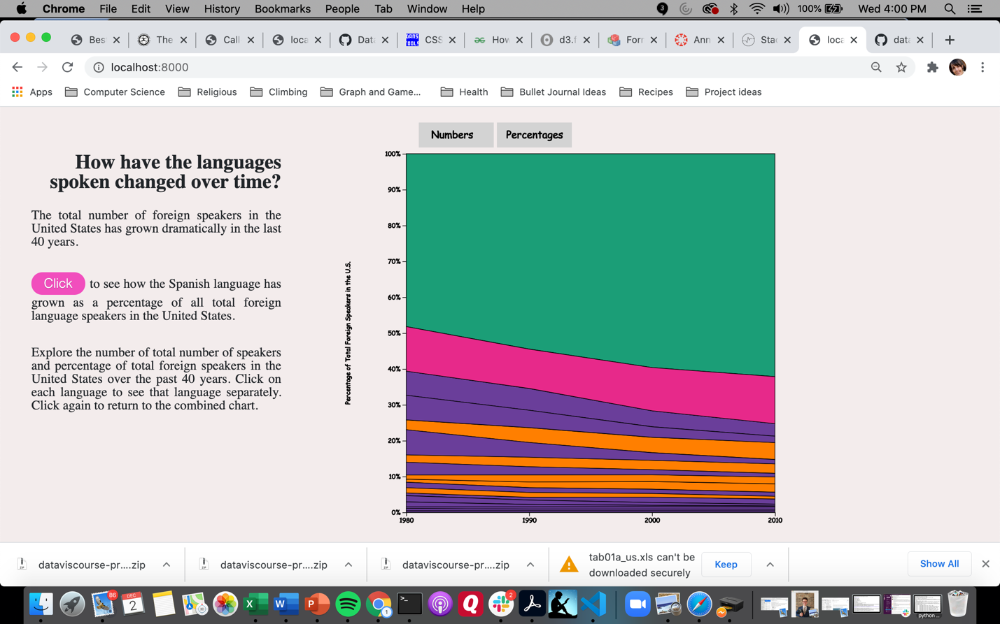 Chrome File Edit View History Bookmarks People Tab Window Help
3 100% Wed 4:00 PM
Bes The Call loca Data DANS TOOLS CSS How d3.f Forr Ann Stac loca data
localhost:8000
Apps Computer Science Religious Climbing Graph and Game... Health Bullet Journal Ideas Recipes Project ideas
Numbers Percentages
How have the languages
spoken changed over time?
The total number of foreign speakers in the
United States has grown dramatically in the last
40 years.
Click to see how the Spanish language has
grown as a percentage of all total foreign
language speakers in the United States.
Explore the number of total number of speakers
and percentage of total foreign speakers in the
United States over the past 40 years. Click on
each language to see that language separately.
Click again to return to the combined chart.
Percentage of Total Foreign Speakers in the U.S.
100%
90%
80%
70%
60%
50%
40%
30%
20%
10%
0%
1980 1990 2000 2010
dataviscourse-pr....zip dataviscourse-pr....zip dataviscourse-pr....zip
tab01a_us.xls can't be
downloaded securely
Keep
Show All
86 DEC 2 X W P 1 >_ Q 2
python ...